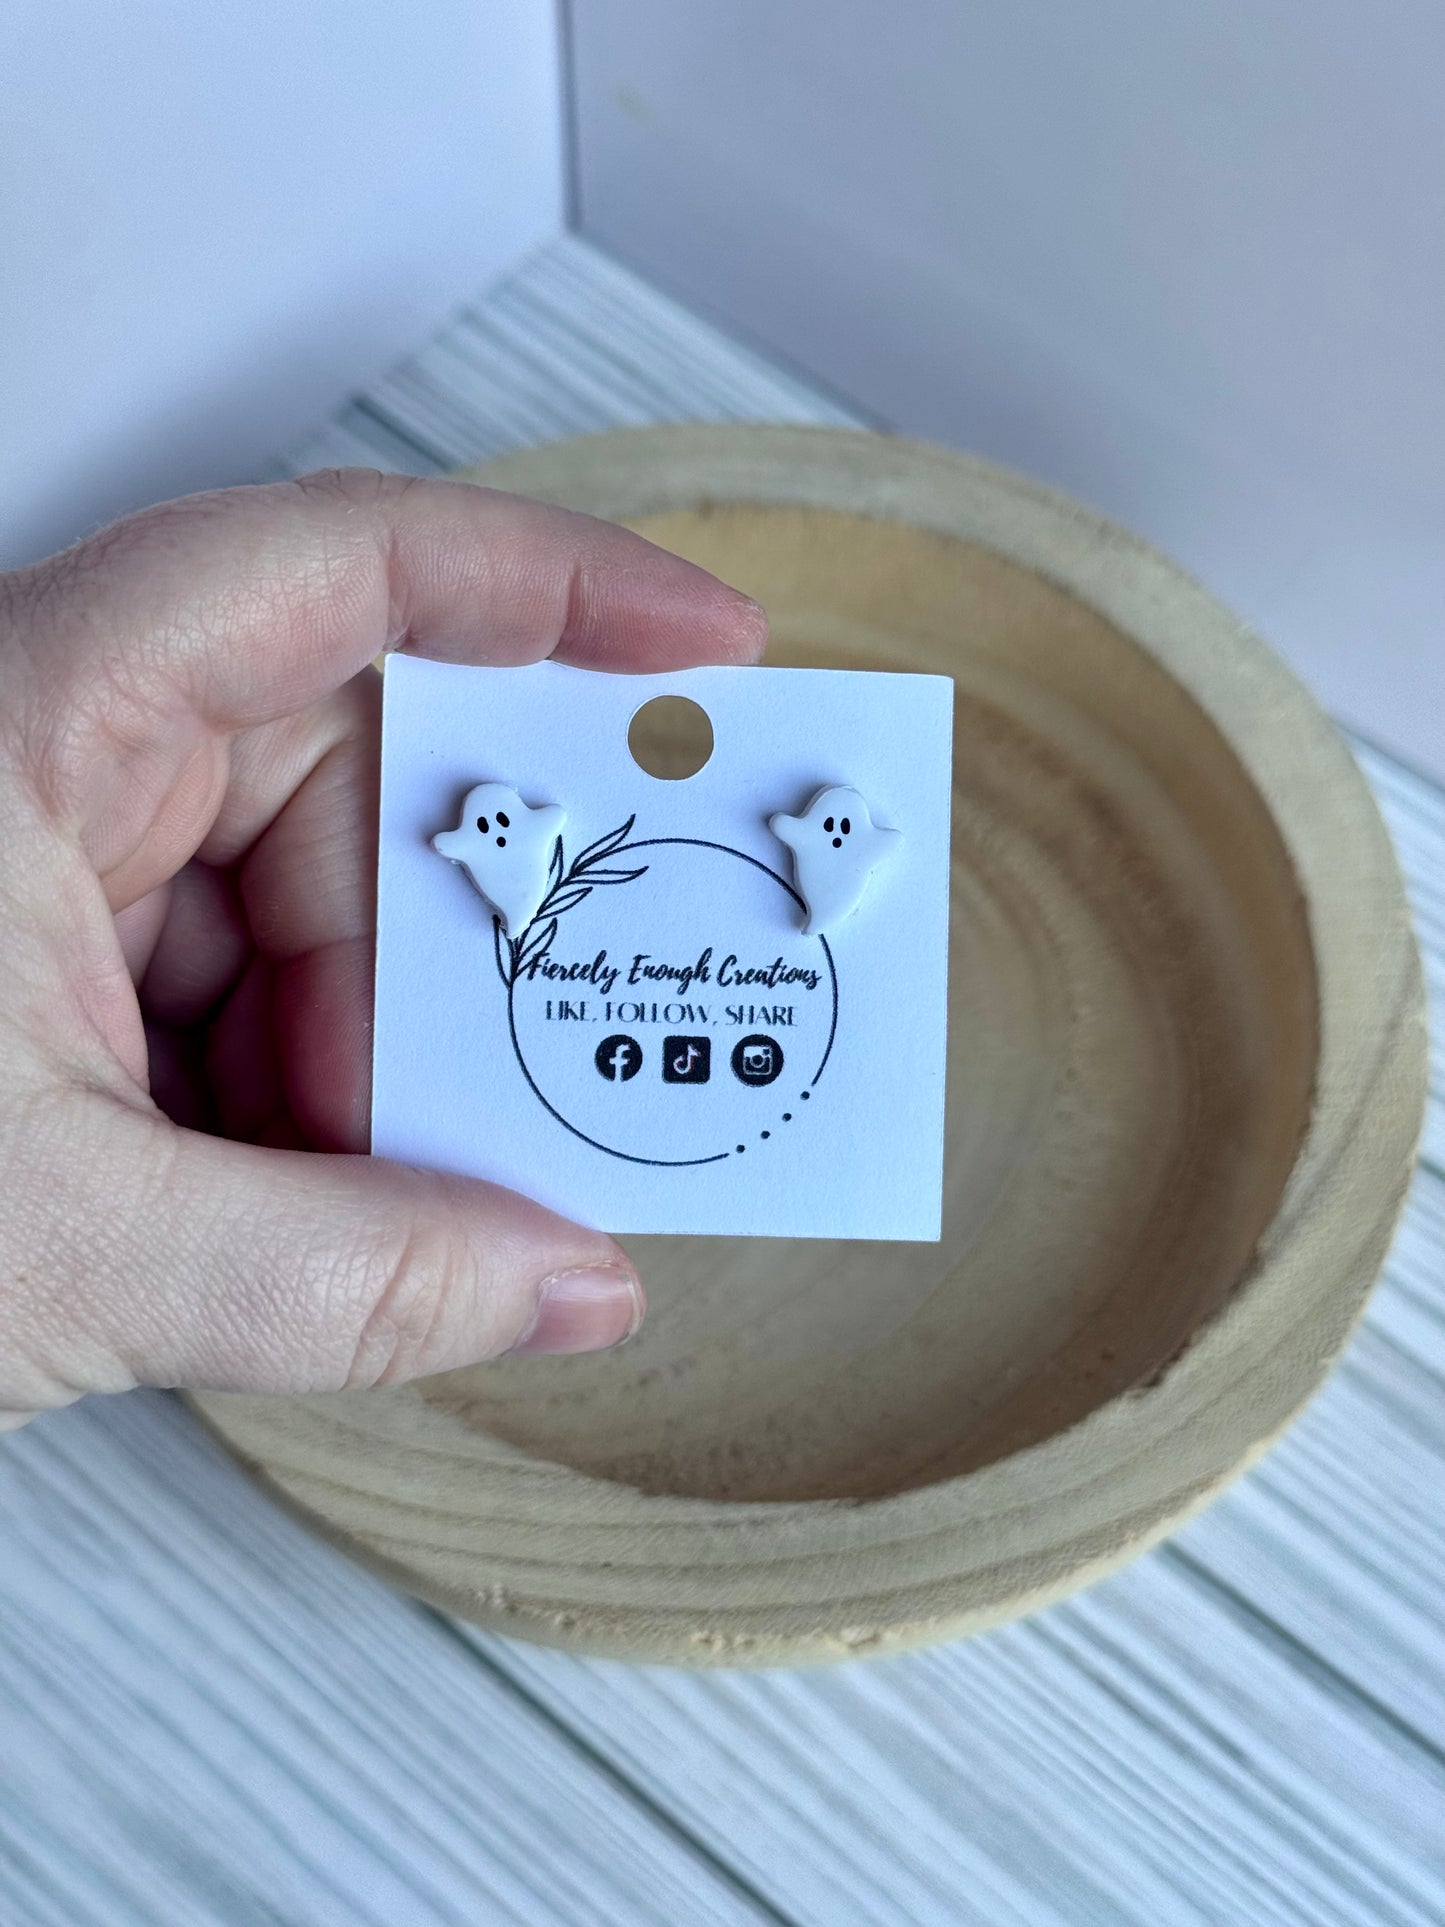 Fiercely Enough Creations
LIKE, FOLLOW, SHARE